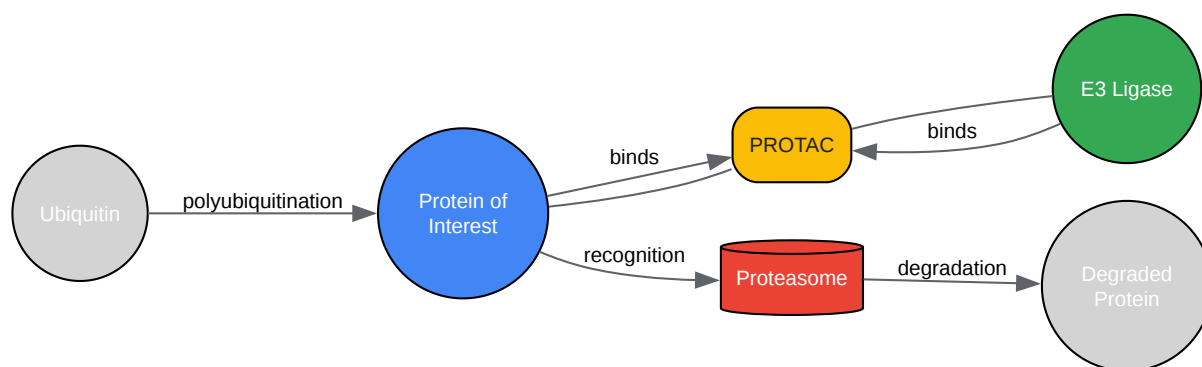 Ubiquitin
polyubiquitination
Protein of
Interest
binds
PROTAC
binds
E3 Ligase
recognition
Proteasome
degradation
Degraded
Protein